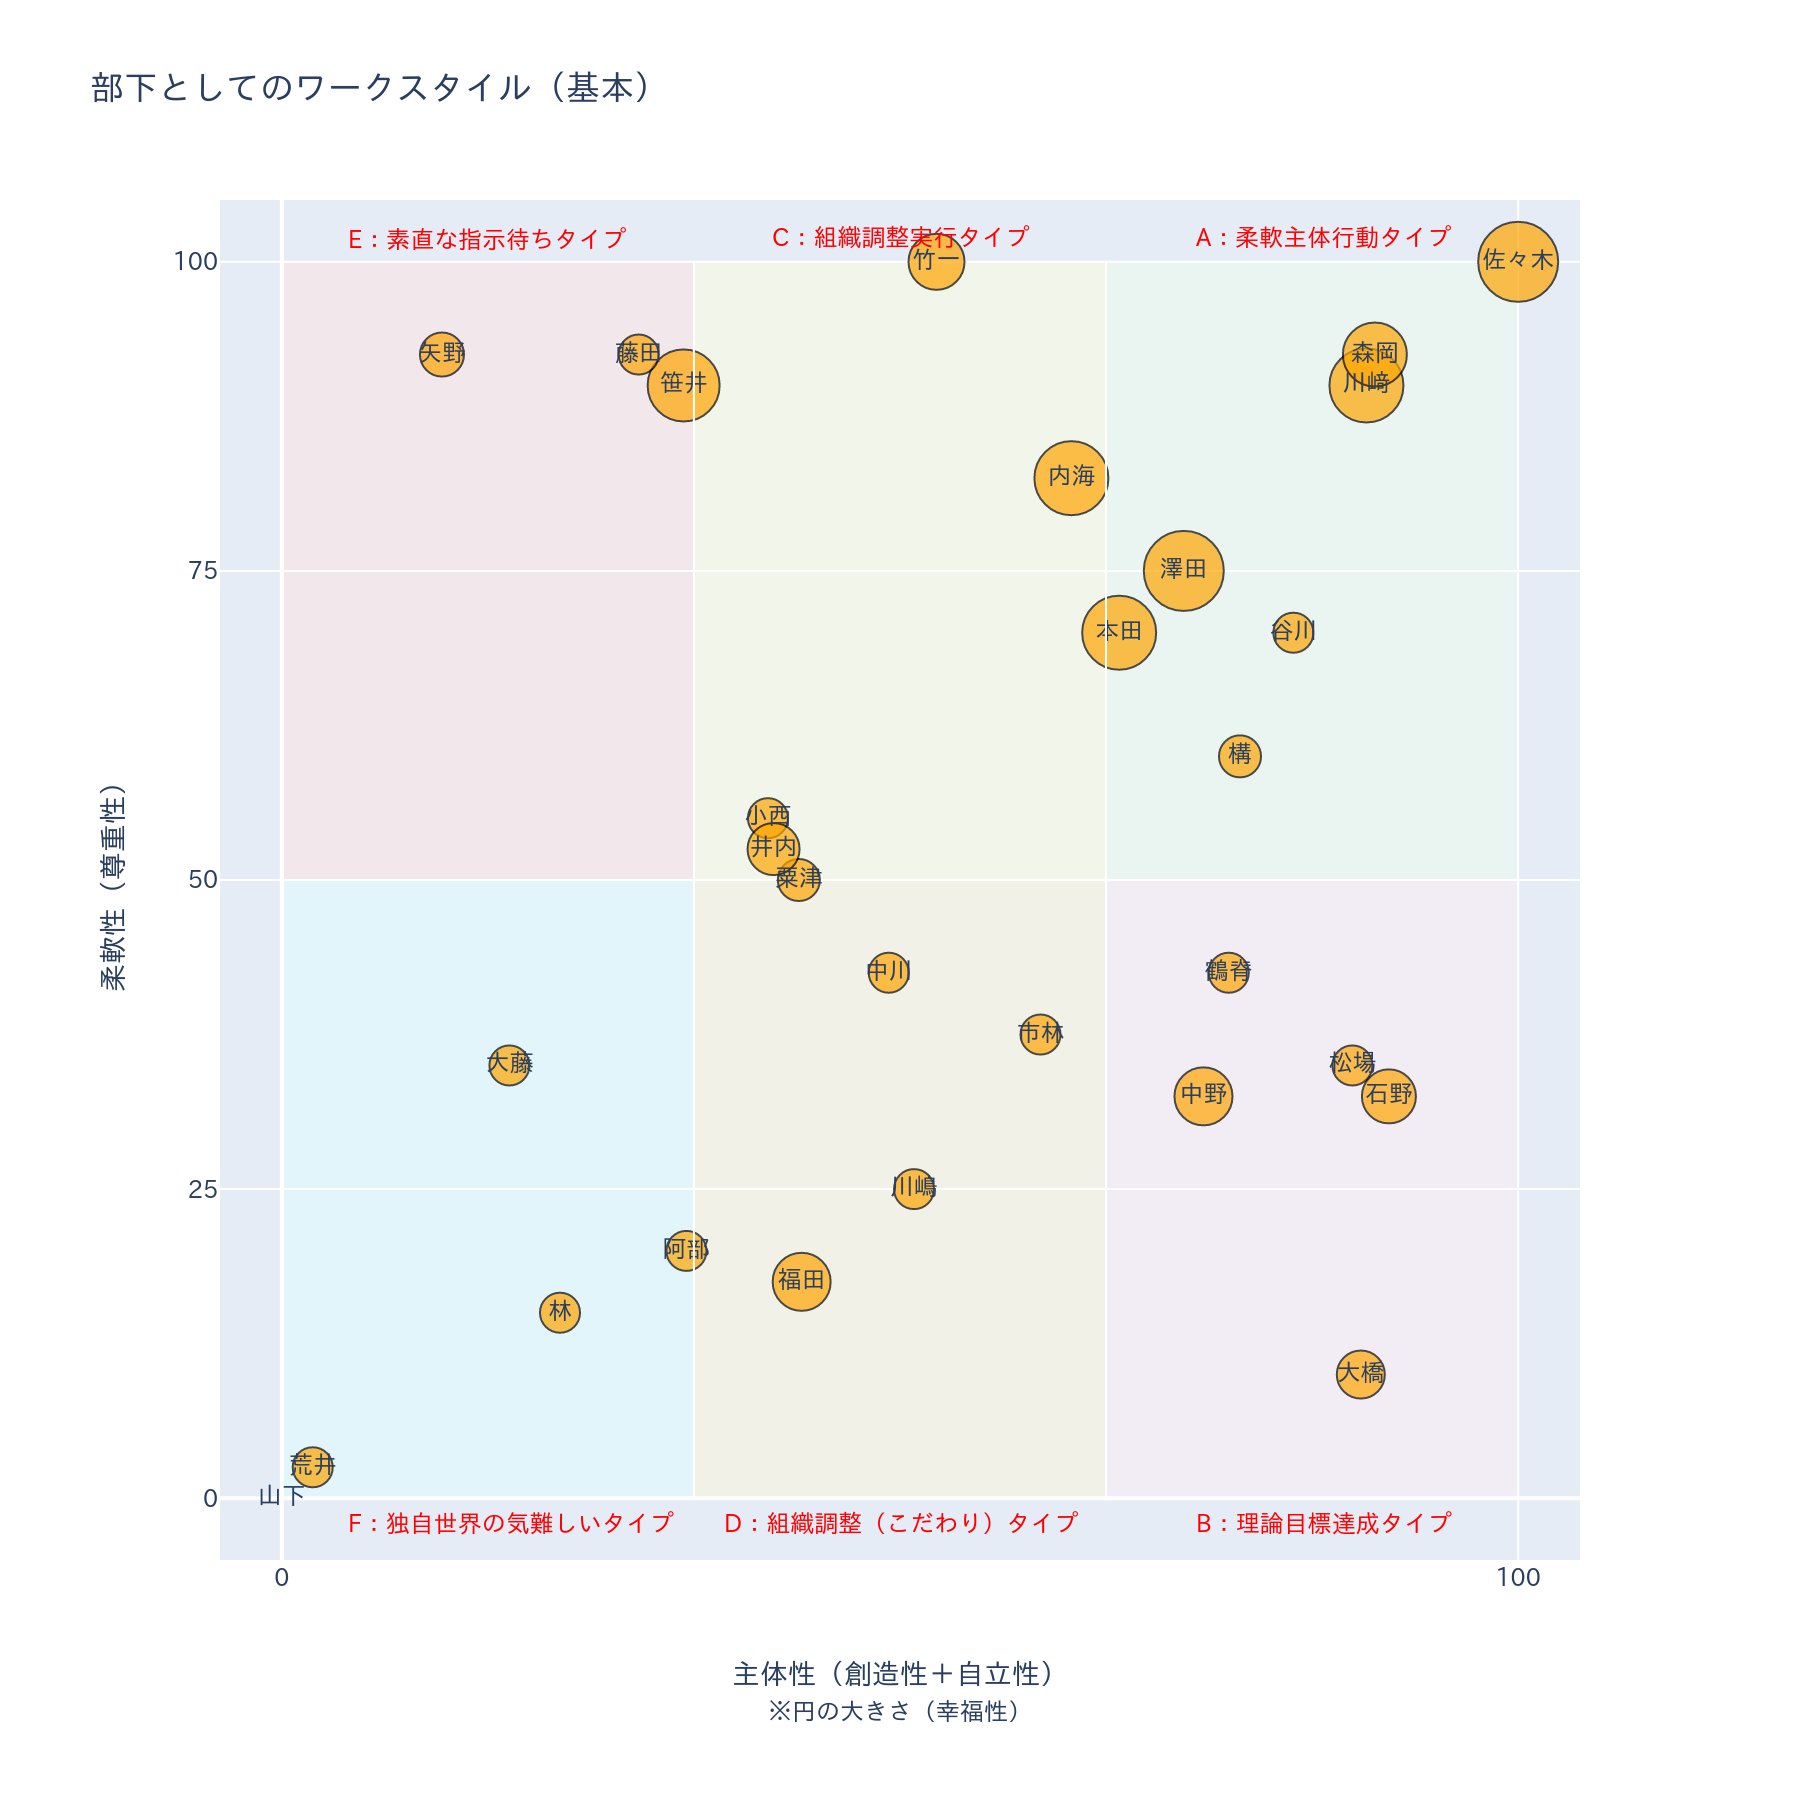 部下としてのワークスタイル（基本）
E：素直な指示待ちタイプ
C：組織調整実行タイプ
A：柔軟主体行動タイプ
100
竹一
佐々木
矢野
藤田
笹井
森岡
川﨑
内海
75
澤田
本田
谷川
構
小西
井内
粟津
50
柔軟性（尊重性）
中川
鶴脊
市林
大藤
松場
中野
石野
25
川嶋
阿部
福田
林
大橋
荒井
山下
0
F：独自世界の気難しいタイプ
D：組織調整（こだわり）タイプ
B：理論目標達成タイプ
0
100
主体性（創造性＋自立性）
※円の大きさ（幸福性）